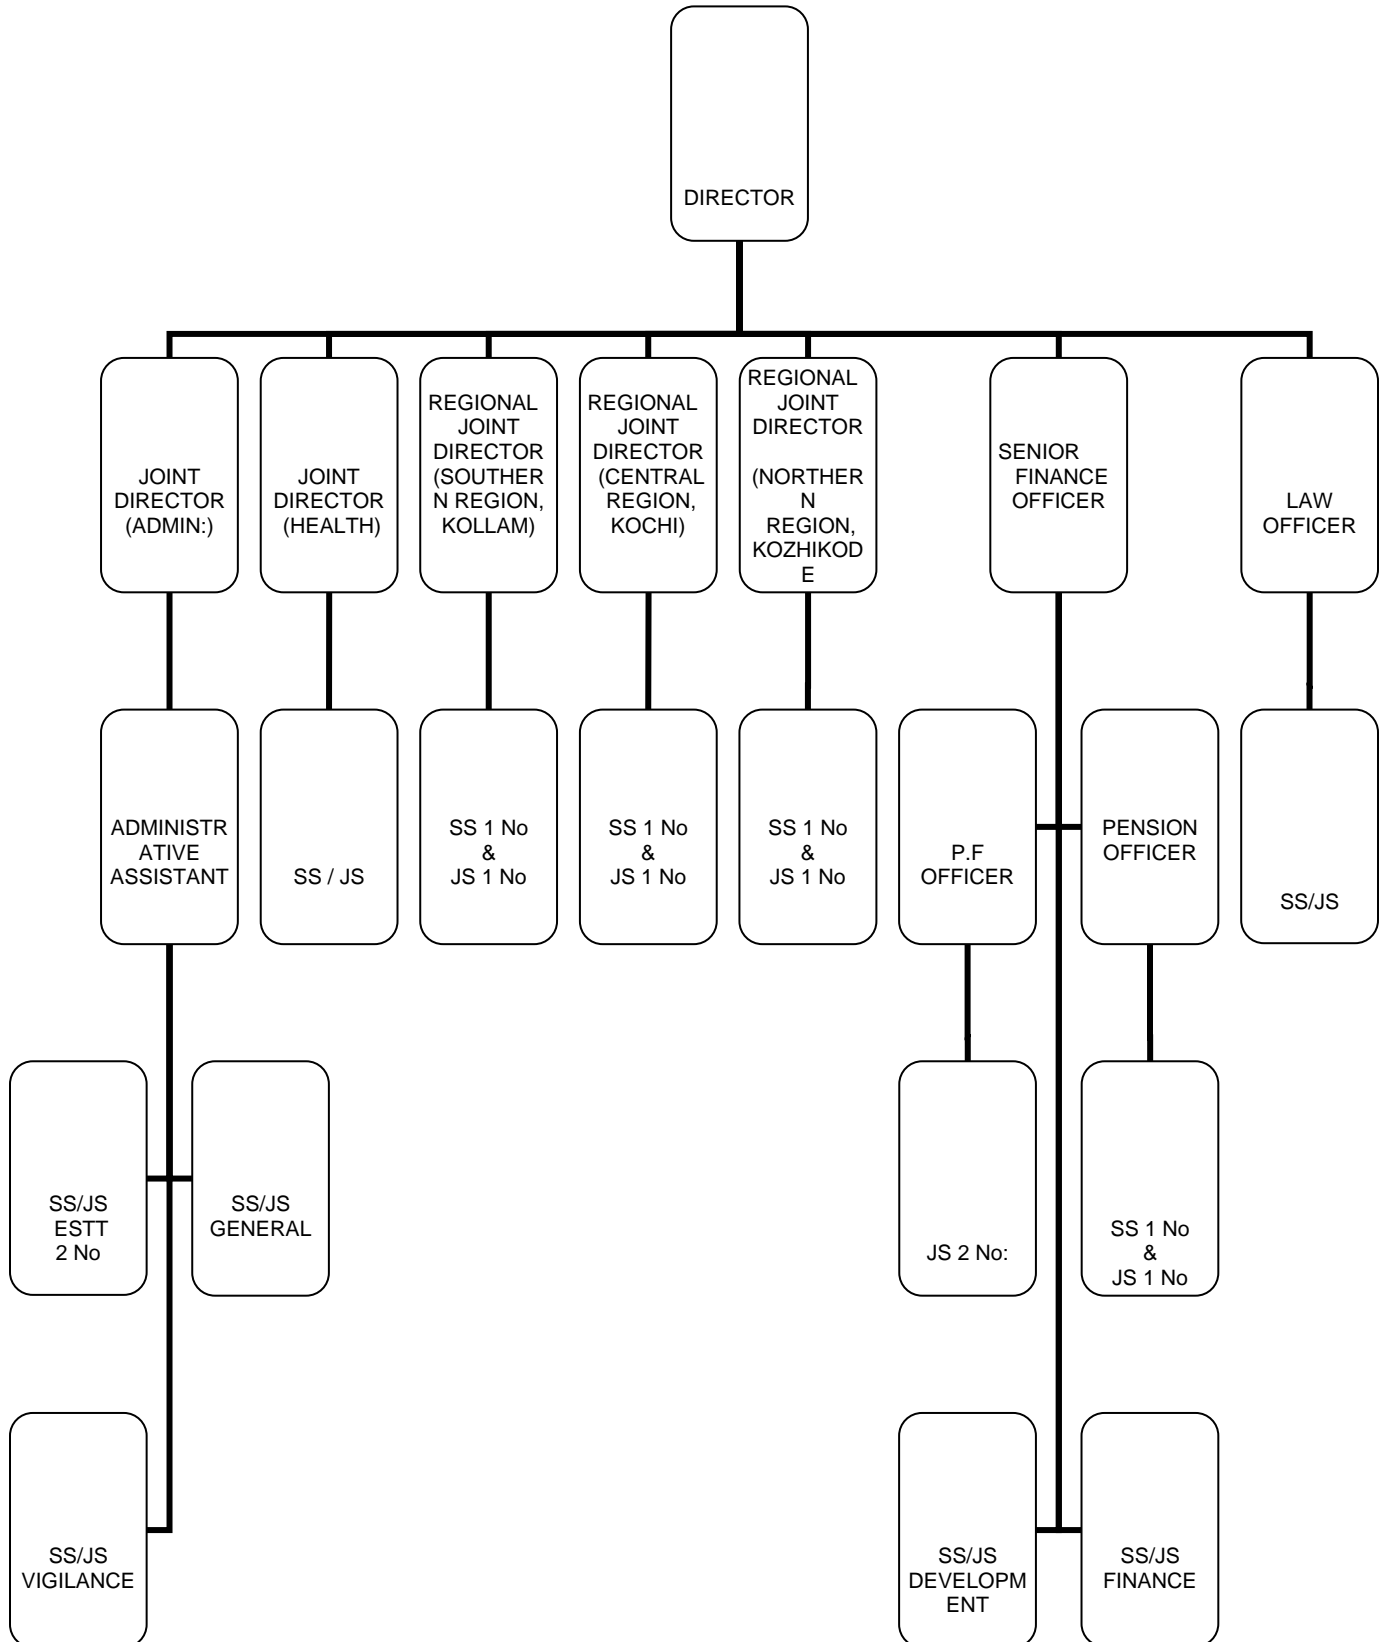 DIRECTOR
JOINT
DIRECTOR
(ADMIN:)
JOINT
DIRECTOR
(HEALTH)
REGIONAL
JOINT
DIRECTOR
(SOUTHER
N REGION,
KOLLAM)
REGIONAL
JOINT
DIRECTOR
(CENTRAL
REGION,
KOCHI)
REGIONAL
JOINT
DIRECTOR
(NORTHER
N
REGION,
KOZHIKOD
E
SENIOR
FINANCE
OFFICER
LAW
OFFICER
ADMINISTR
ATIVE
ASSISTANT
SS / JS
SS 1 No
&
JS 1 No
SS 1 No
&
JS 1 No
SS 1 No
&
JS 1 No
P.F
OFFICER
PENSION
OFFICER
SS/JS
SS/JS
ESTT
2 No
SS/JS
GENERAL
JS 2 No:
SS 1 No
&
JS 1 No
SS/JS
VIGILANCE
SS/JS
DEVELOPM
ENT
SS/JS
FINANCE